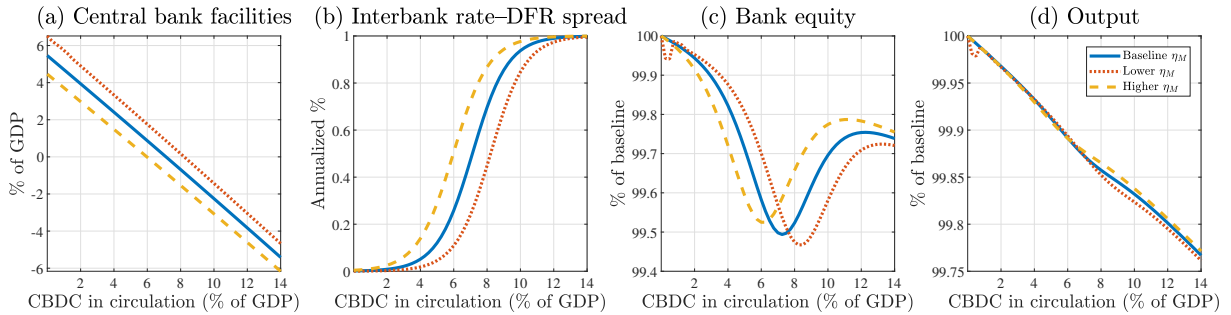 (a) Central bank facilities
% of GDP
6
4
2
0
-2
-4
-6
2 4 6 8 10 12 14
CBDC in circulation (% of GDP)
(b) Interbank rate–DFR spread
Annualized %
1
0.8
0.6
0.4
0.2
0
2 4 6 8 10 12 14
CBDC in circulation (% of GDP)
(c) Bank equity
% of baseline
100
99.9
99.8
99.7
99.6
99.5
99.4
2 4 6 8 10 12 14
CBDC in circulation (% of GDP)
(d) Output
% of baseline
100
99.95
99.9
99.85
99.8
99.75
2 4 6 8 10 12 14
CBDC in circulation (% of GDP)
Baseline η_M
Lower η_M
Higher η_M